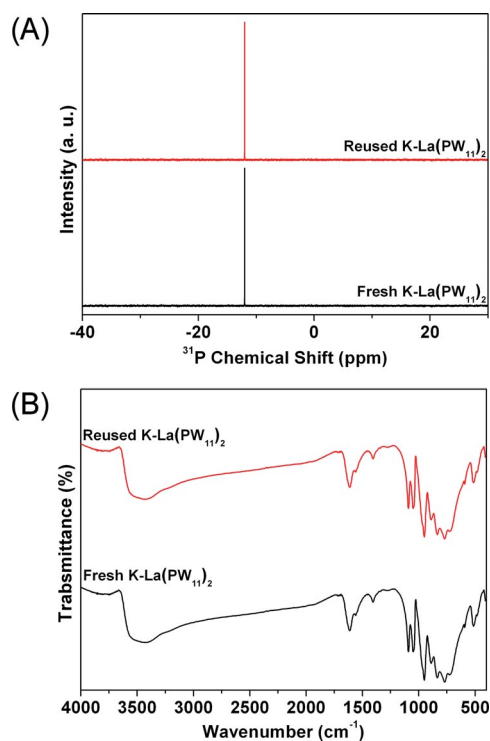 (A)
Intensity (a. u.)
Reused K-La(PW₁₁)₂
Fresh K-La(PW₁₁)₂
-40 -20 0 20
³¹P Chemical Shift (ppm)
(B)
Trabsmittance (%)
Reused K-La(PW₁₁)₂
Fresh K-La(PW₁₁)₂
4000 3500 3000 2500 2000 1500 1000 500
Wavenumber (cm⁻¹)